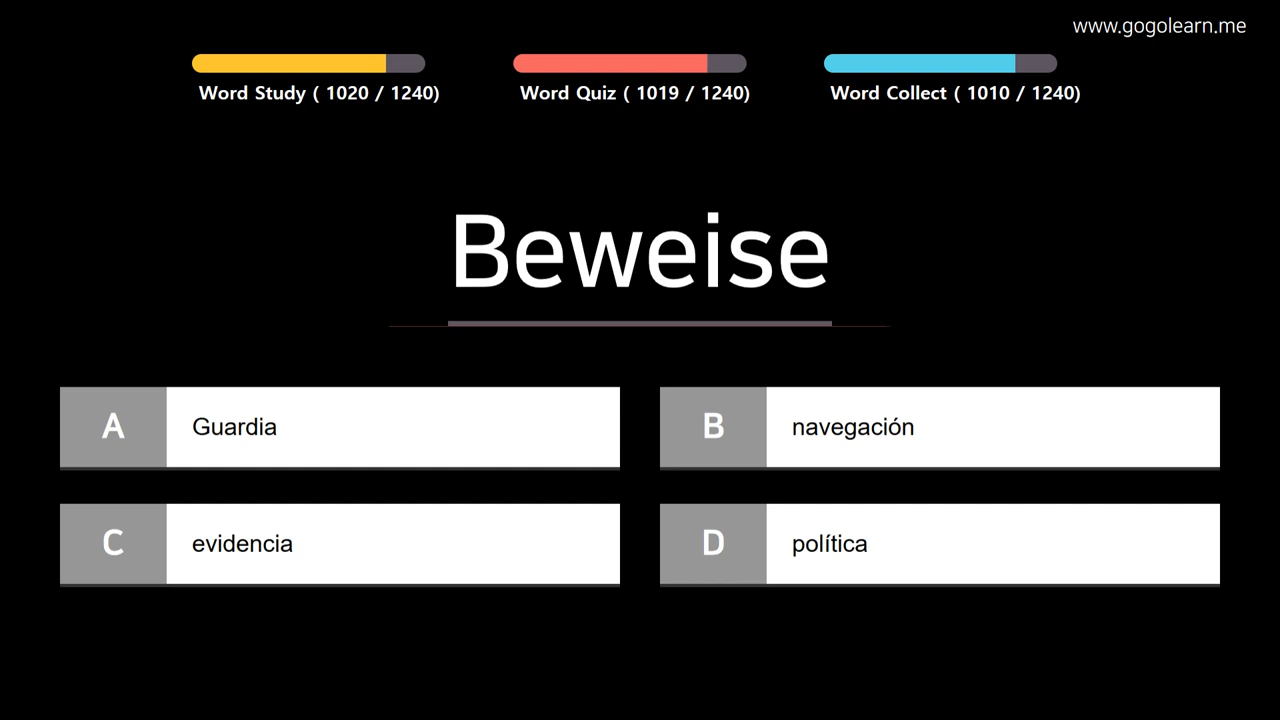 www.gogolearn.me
Word Study ( 1020 / 1240)
Word Quiz ( 1019 / 1240)
Word Collect ( 1010 / 1240)
Beweise
A Guardia
B navegación
C evidencia
D política